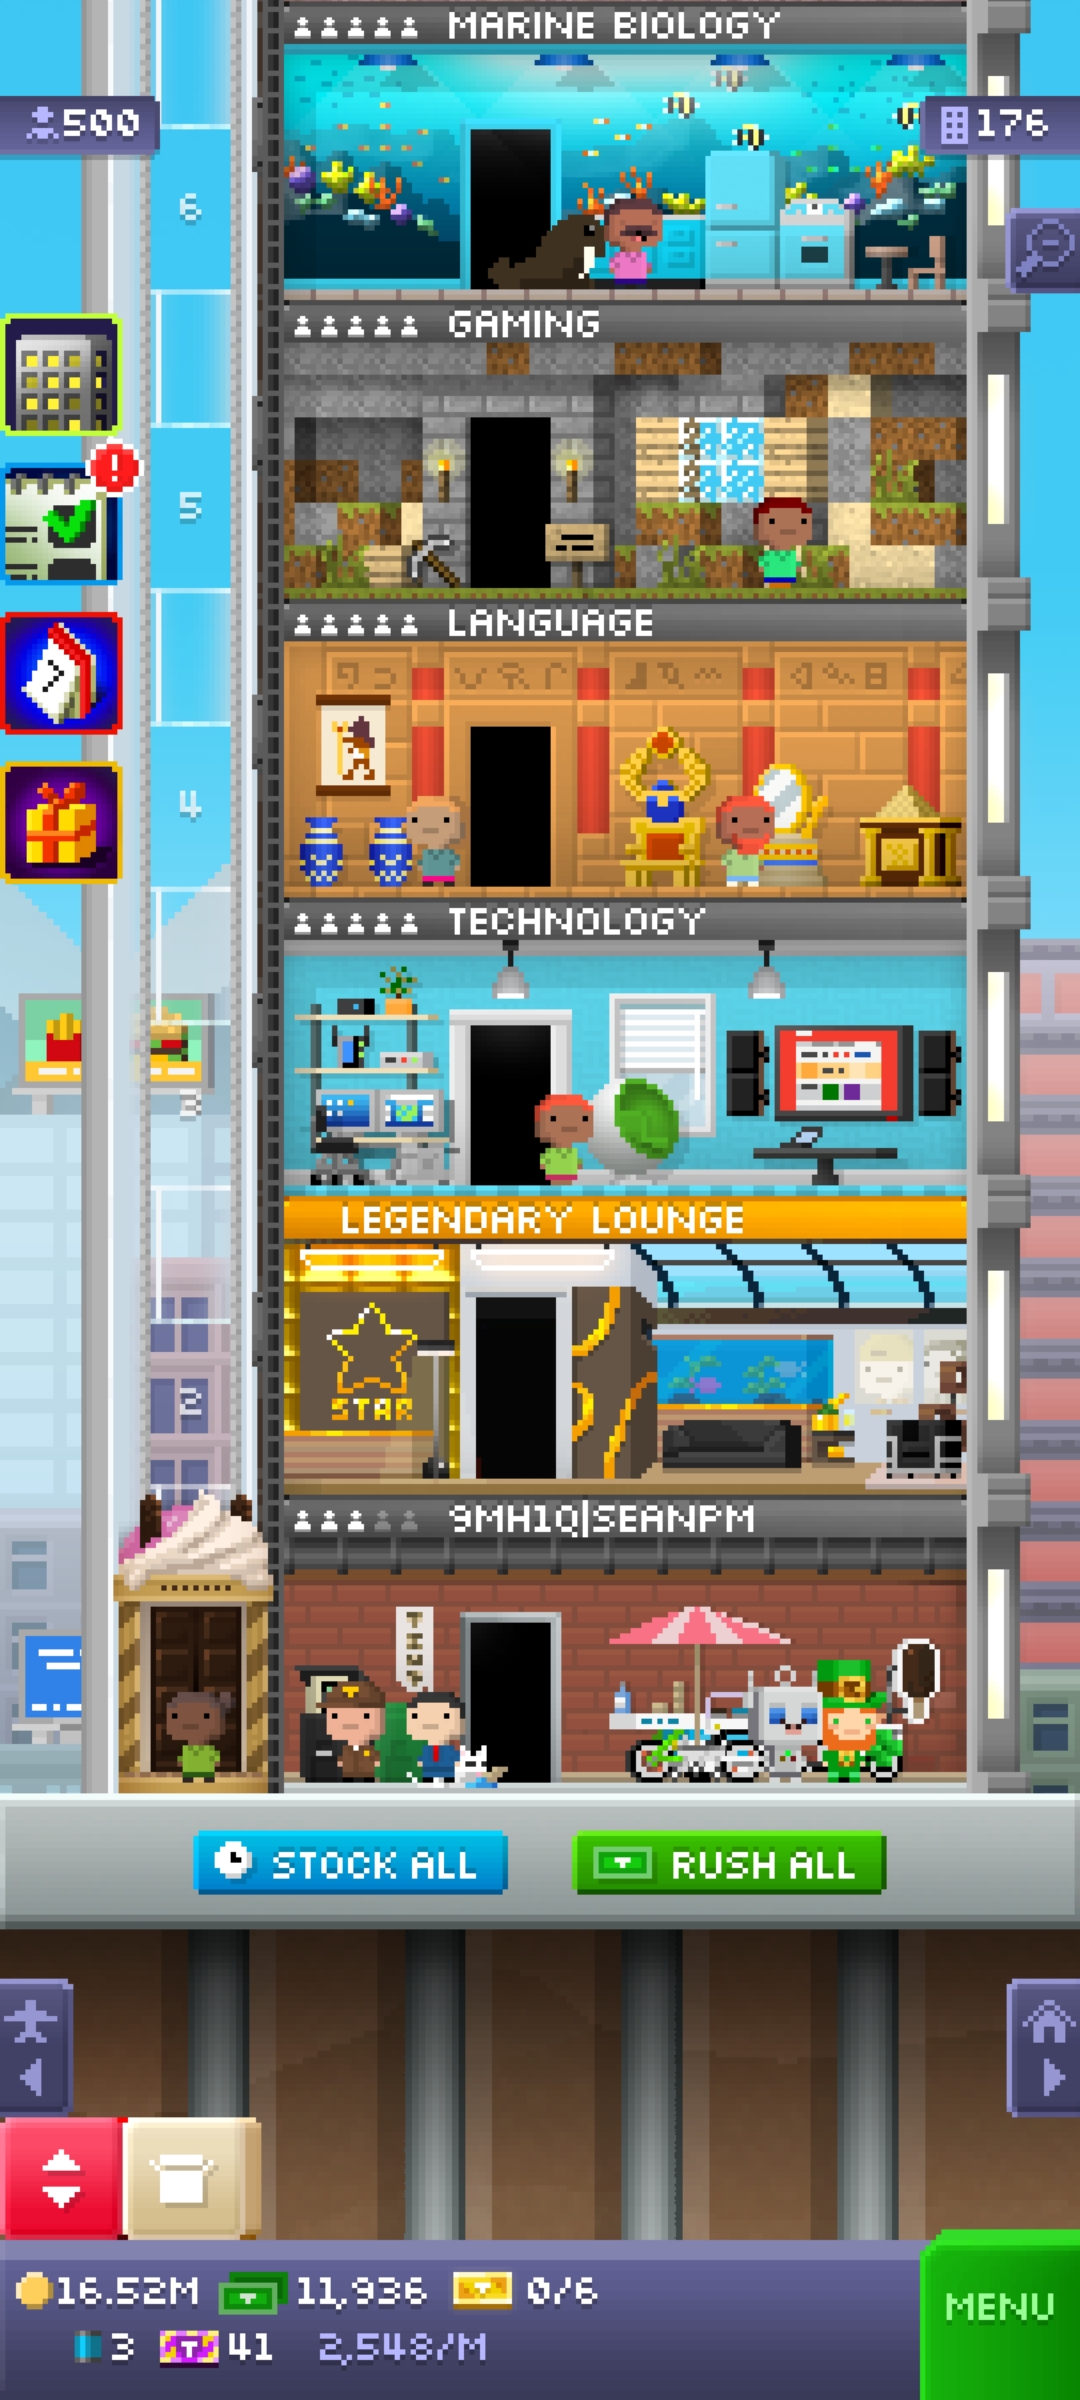 MARINE BIOLOGY
500
176
6
GAMING
5
LANGUAGE
4
TECHNOLOGY
3
LEGENDARY LOUNGE
STAR
2
9MH1Q|SEANPM
TINY
STOCK ALL
RUSH ALL
16.52M 11,936 0/6
MENU
3 41 2,548/M